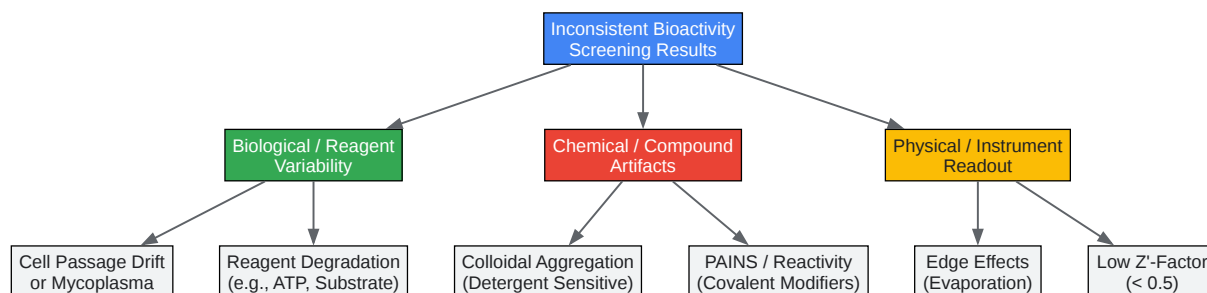 Inconsistent Bioactivity
Screening Results
Biological / Reagent
Variability
Chemical / Compound
Artifacts
Physical / Instrument
Readout
Cell Passage Drift
or Mycoplasma
Reagent Degradation
(e.g., ATP, Substrate)
Colloidal Aggregation
(Detergent Sensitive)
PAINS / Reactivity
(Covalent Modifiers)
Edge Effects
(Evaporation)
Low Z'-Factor
(< 0.5)